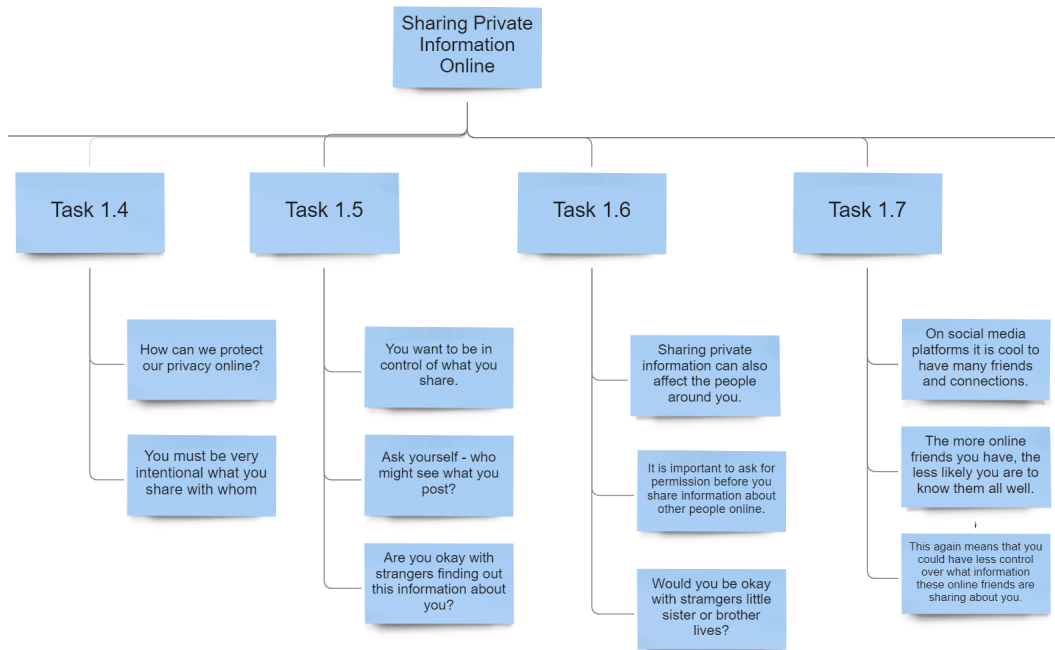 Sharing Private
Information
Online
Task 1.4
How can we protect
our privacy online?
You must be very
intentional what you
share with whom
Task 1.5
You want to be in
control of what you
share.
Ask yourself - who
might see what you
post?
Are you okay with
strangers finding out
this information about
you?
Task 1.6
Sharing private
information can also
affect the people
around you.
It is important to ask for
permission before you
share information about
other people online.
Would you be okay
with stramgers little
sister or brother
lives?
Task 1.7
On social media
platforms it is cool to
have many friends
and connections.
The more online
friends you have, the
less likely you are to
know them all well.
This again means that you
could have less control
over what information
these online friends are
sharing about you.